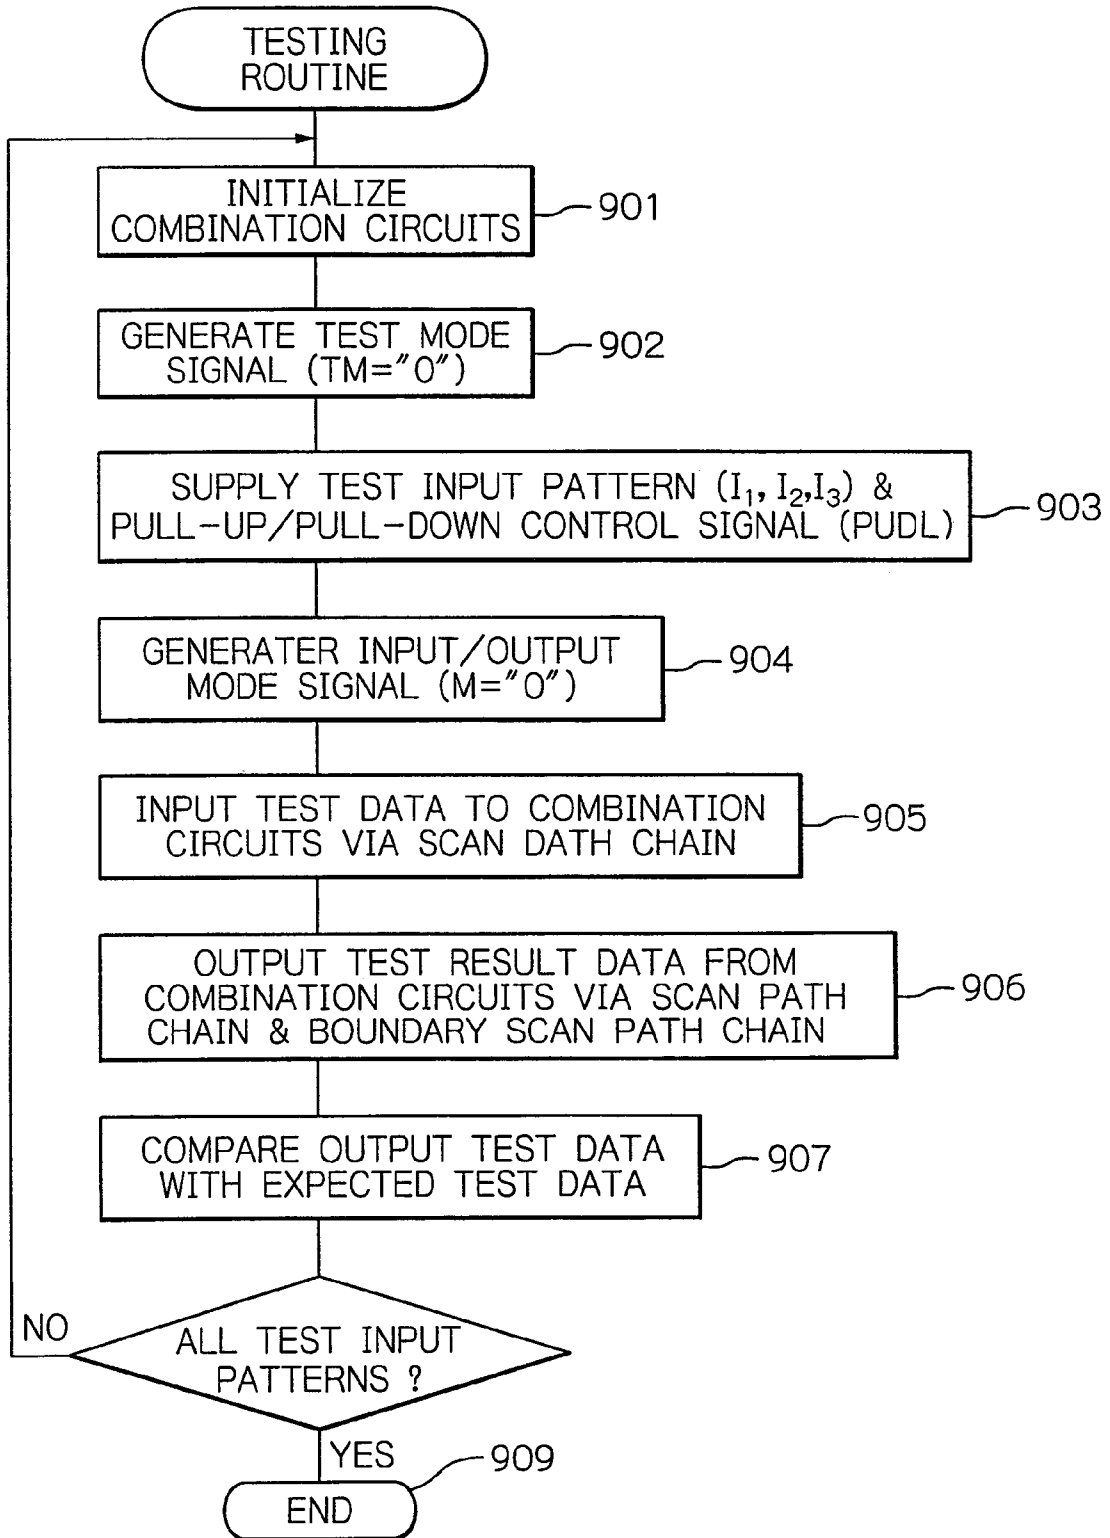 TESTING
ROUTINE
INITIALIZE
COMBINATION CIRCUITS
901
GENERATE TEST MODE
SIGNAL (TM="0")
902
SUPPLY TEST INPUT PATTERN (I₁, I₂, I₃) &
PULL-UP/PULL-DOWN CONTROL SIGNAL (PUDL)
903
GENERATER INPUT/OUTPUT
MODE SIGNAL (M="0")
904
INPUT TEST DATA TO COMBINATION
CIRCUITS VIA SCAN DATH CHAIN
905
OUTPUT TEST RESULT DATA FROM
COMBINATION CIRCUITS VIA SCAN PATH
CHAIN & BOUNDARY SCAN PATH CHAIN
906
COMPARE OUTPUT TEST DATA
WITH EXPECTED TEST DATA
907
NO
ALL TEST INPUT
PATTERNS ?
YES
909
END